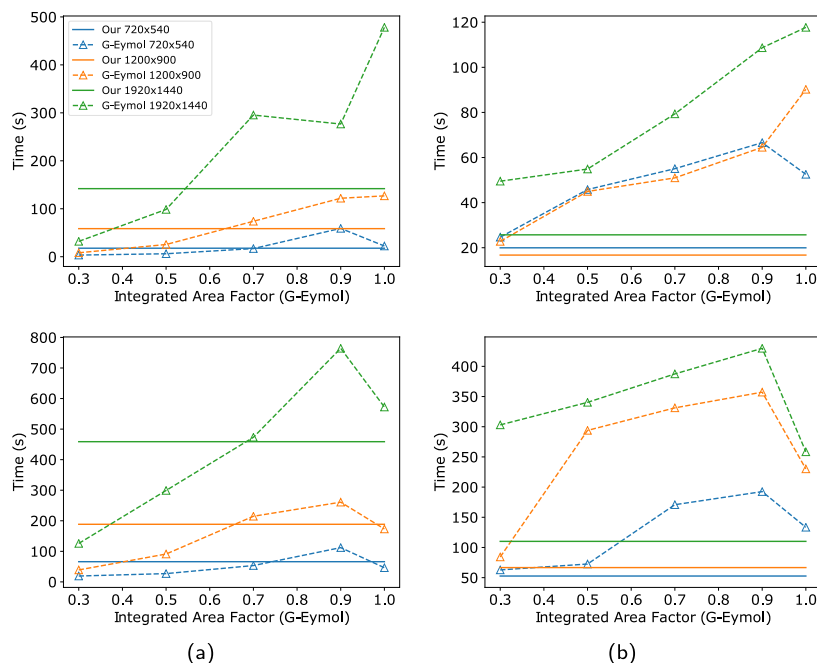 500
400
300
200
100
0
Time (s)
Our 720x540
G-Eymol 720x540
Our 1200x900
G-Eymol 1200x900
Our 1920x1440
G-Eymol 1920x1440
0.3 0.4 0.5 0.6 0.7 0.8 0.9 1.0
Integrated Area Factor (G-Eymol)
120
100
80
60
40
20
Time (s)
0.3 0.4 0.5 0.6 0.7 0.8 0.9 1.0
Integrated Area Factor (G-Eymol)
800
700
600
500
400
300
200
100
0
Time (s)
0.3 0.4 0.5 0.6 0.7 0.8 0.9 1.0
Integrated Area Factor (G-Eymol)
400
350
300
250
200
150
100
50
Time (s)
0.3 0.4 0.5 0.6 0.7 0.8 0.9 1.0
Integrated Area Factor (G-Eymol)
(a)
(b)